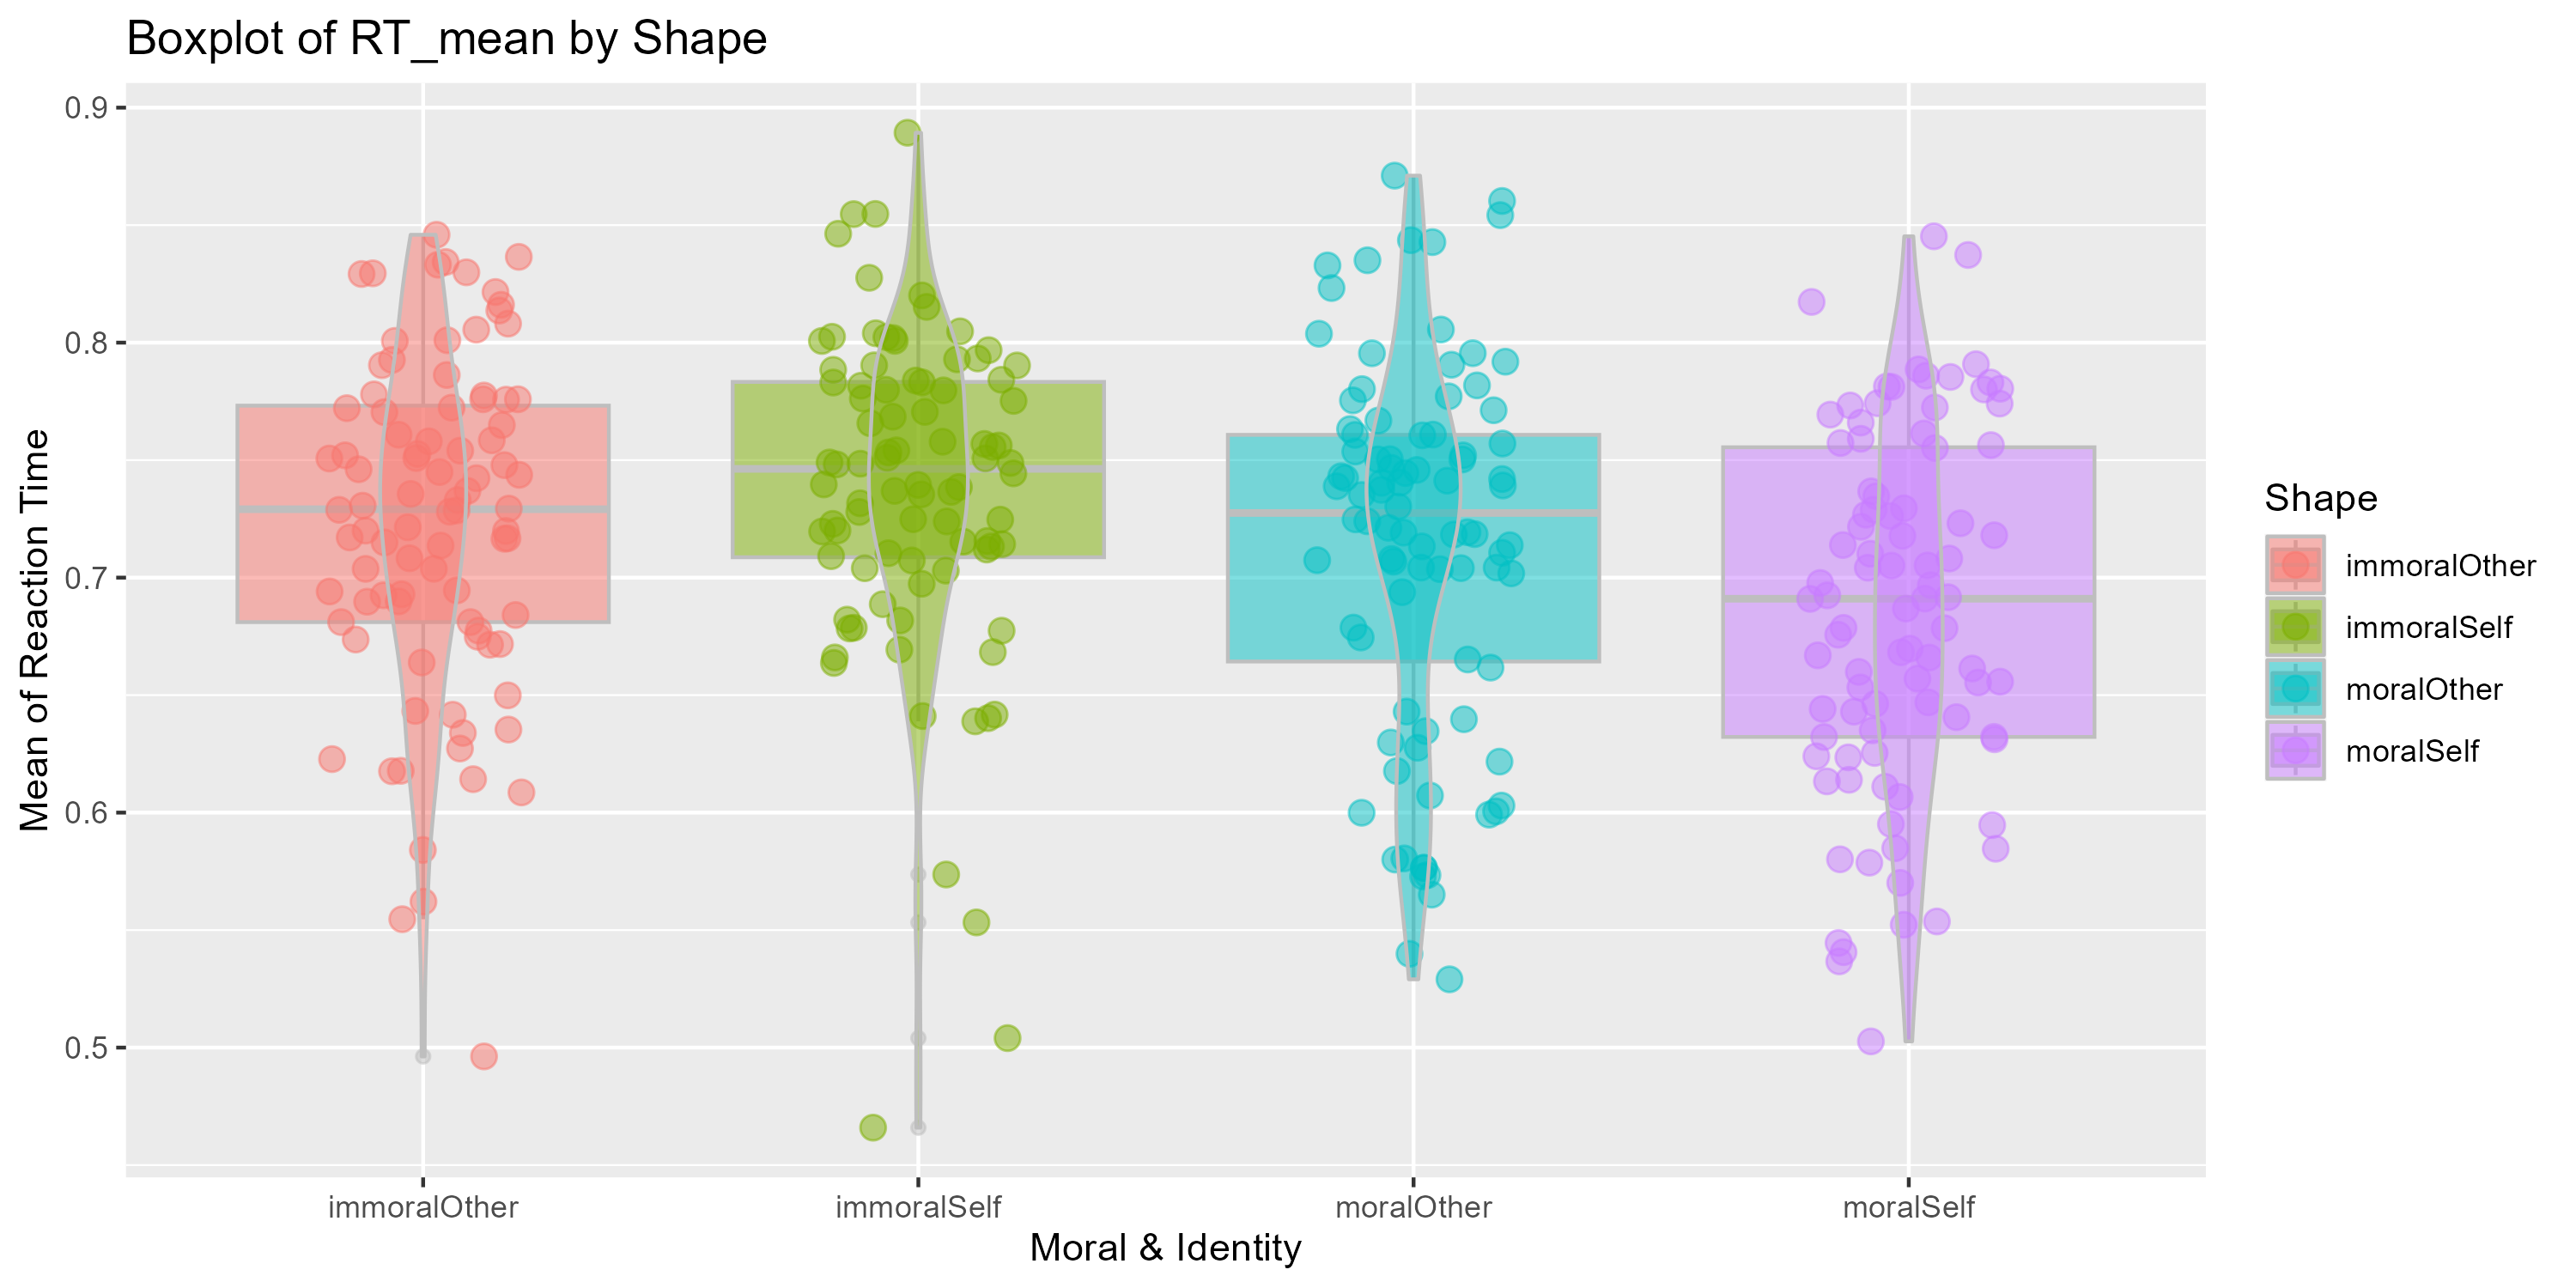 Boxplot of RT_mean by Shape
0.9
0.8
0.7
0.6
0.5
Mean of Reaction Time
immoralOther
immoralSelf
moralOther
moralSelf
Moral & Identity
Shape
immoralOther
immoralSelf
moralOther
moralSelf